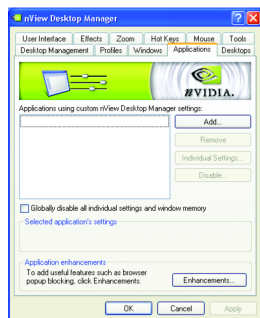 nView Desktop Manager
User Interface Effects Zoom Hot Keys Mouse Tools
Desktop Management Profiles Windows Applications Desktops
NVIDIA.
Applications using custom nView Desktop Manager settings:
Add...
Remove
Individual Settings...
Disable...
Globally disable all individual settings and window memory
Selected application's settings
Application enhancements
To add useful features such as browser
popup blocking, click Enhancements.
Enhancements...
OK Cancel Apply